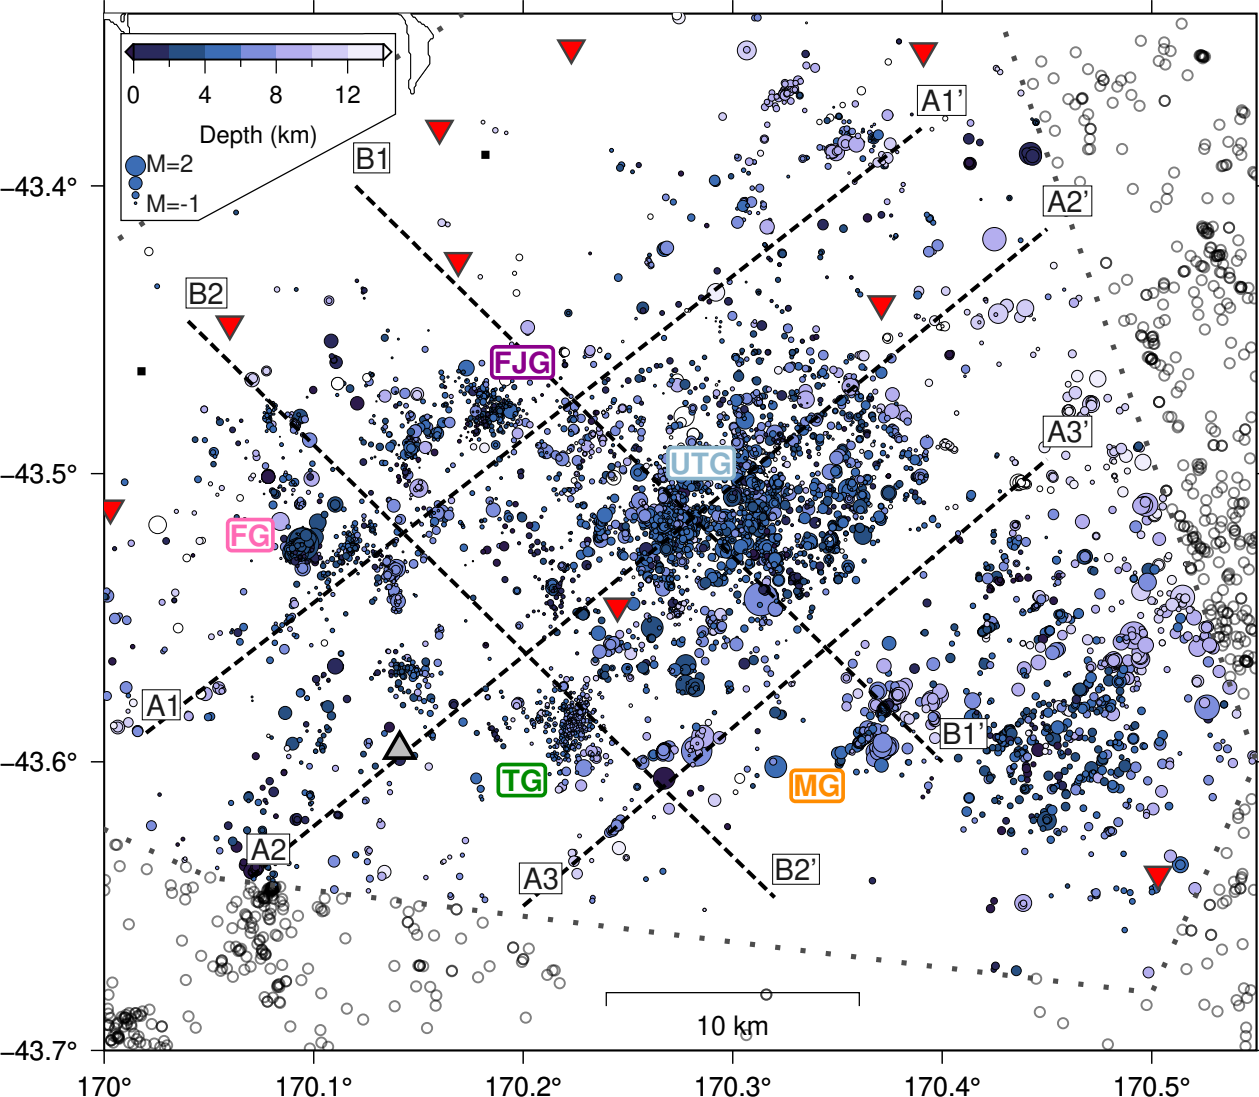 0 4 8 12
Depth (km)
M=2
M=-1
A1'
B1
−43.4°
A2'
B2
FJG
A3'
UTG
−43.5°
FG
A1
B1'
−43.6°
TG
MG
A2
B2'
A3
10 km
−43.7°
170° 170.1° 170.2° 170.3° 170.4° 170.5°